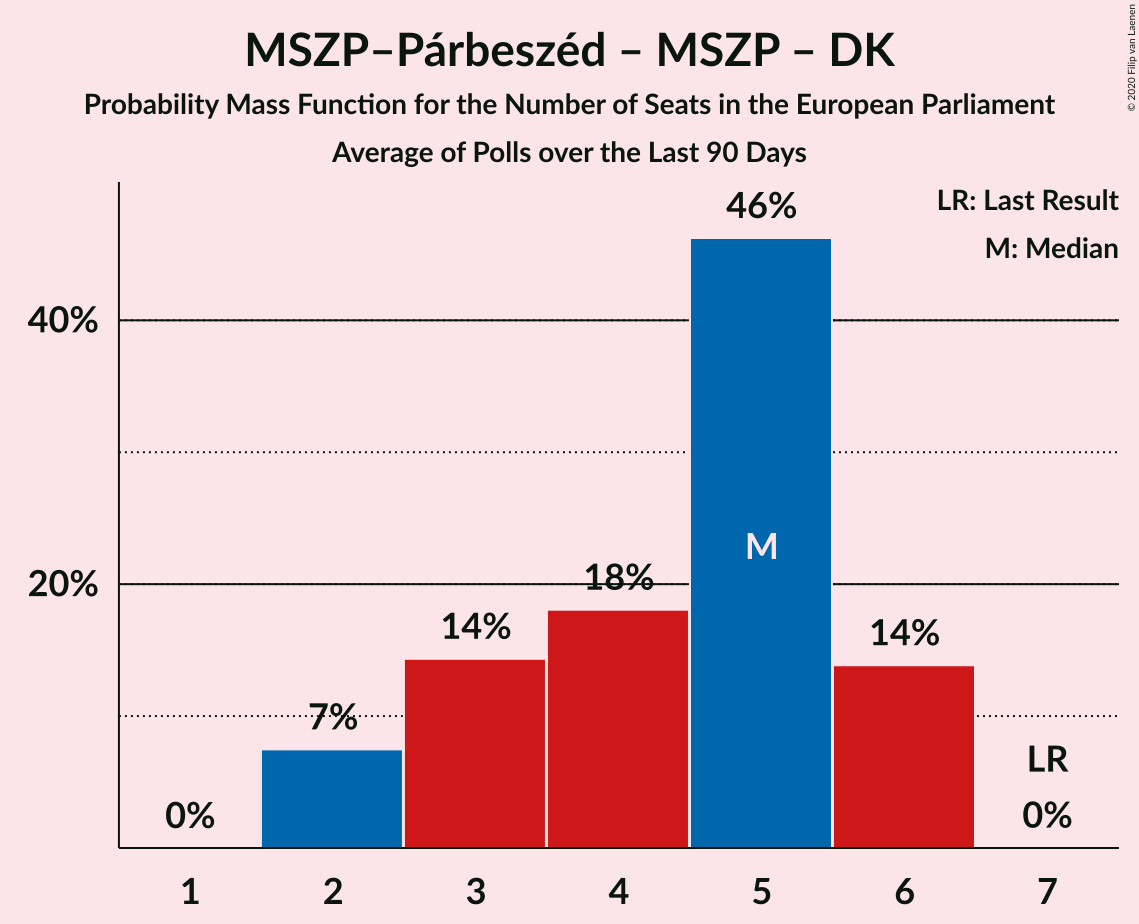 MSZP–Párbeszéd – MSZP – DK
Probability Mass Function for the Number of Seats in the European Parliament
Average of Polls over the Last 90 Days
© 2020 Filip van Laenen
LR: Last Result
M: Median
46%
40%
M
20%
18%
14%
14%
7%
LR
0%
0%
1 2 3 4 5 6 7